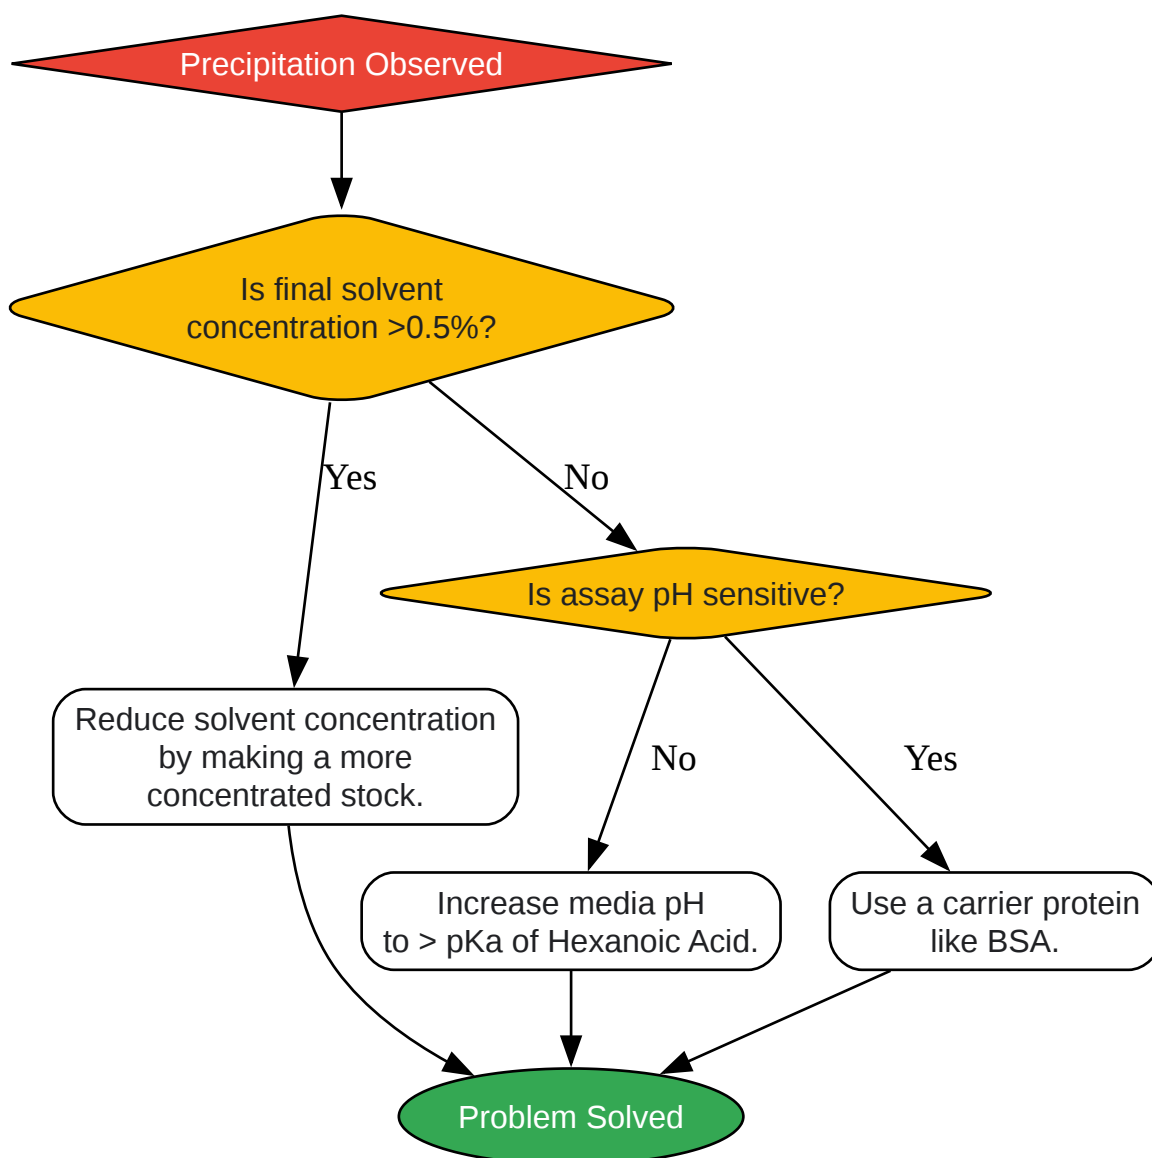 Precipitation Observed
Is final solvent
concentration >0.5%?
Yes
No
Is assay pH sensitive?
Reduce solvent concentration
by making a more
concentrated stock.
No
Yes
Increase media pH
to > pKa of Hexanoic Acid.
Use a carrier protein
like BSA.
Problem Solved